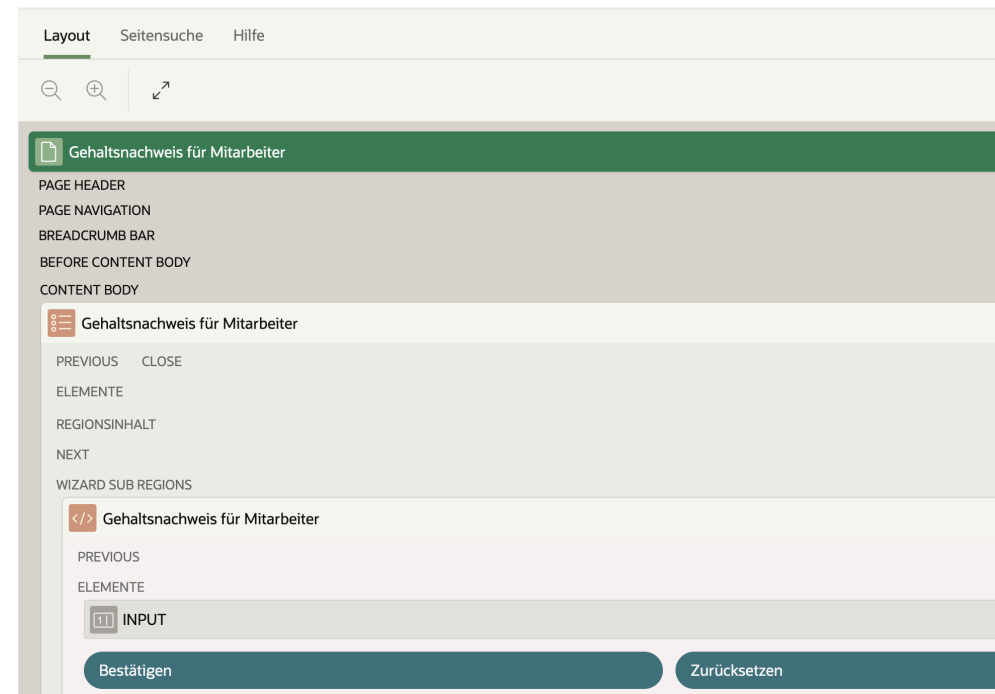 Layout Seitensuche Hilfe
Gehaltsnachweis für Mitarbeiter
PAGE HEADER
PAGE NAVIGATION
BREADCRUMB BAR
BEFORE CONTENT BODY
CONTENT BODY
Gehaltsnachweis für Mitarbeiter
PREVIOUS CLOSE
ELEMENTE
REGIONSINHALT
NEXT
WIZARD SUB REGIONS
</> Gehaltsnachweis für Mitarbeiter
PREVIOUS
ELEMENTE
1 INPUT
Bestätigen Zurücksetzen